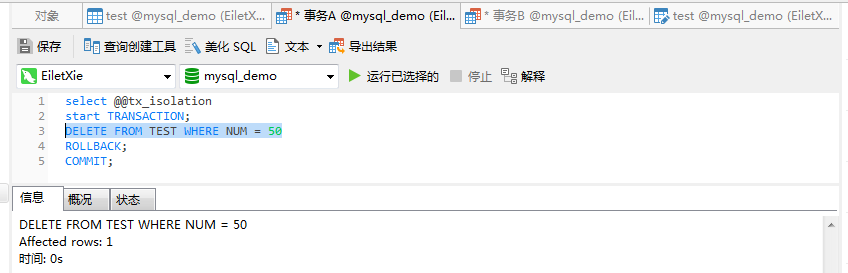 对象 test @mysql_demo (EiletX... * 事务A @mysql_demo (EiletXi... * 事务B @mysql_demo (EiletXi... test @mysql_demo (EiletX...
保存 查询创建工具 美化 SQL 文本 导出结果
EiletXie mysql_demo 运行已选择的 停止 解释
1 select @@tx_isolation
2 start TRANSACTION;
3 DELETE FROM TEST WHERE NUM = 50
4 ROLLBACK;
5 COMMIT;
信息 概况 状态
DELETE FROM TEST WHERE NUM = 50
Affected rows: 1
时间: 0s